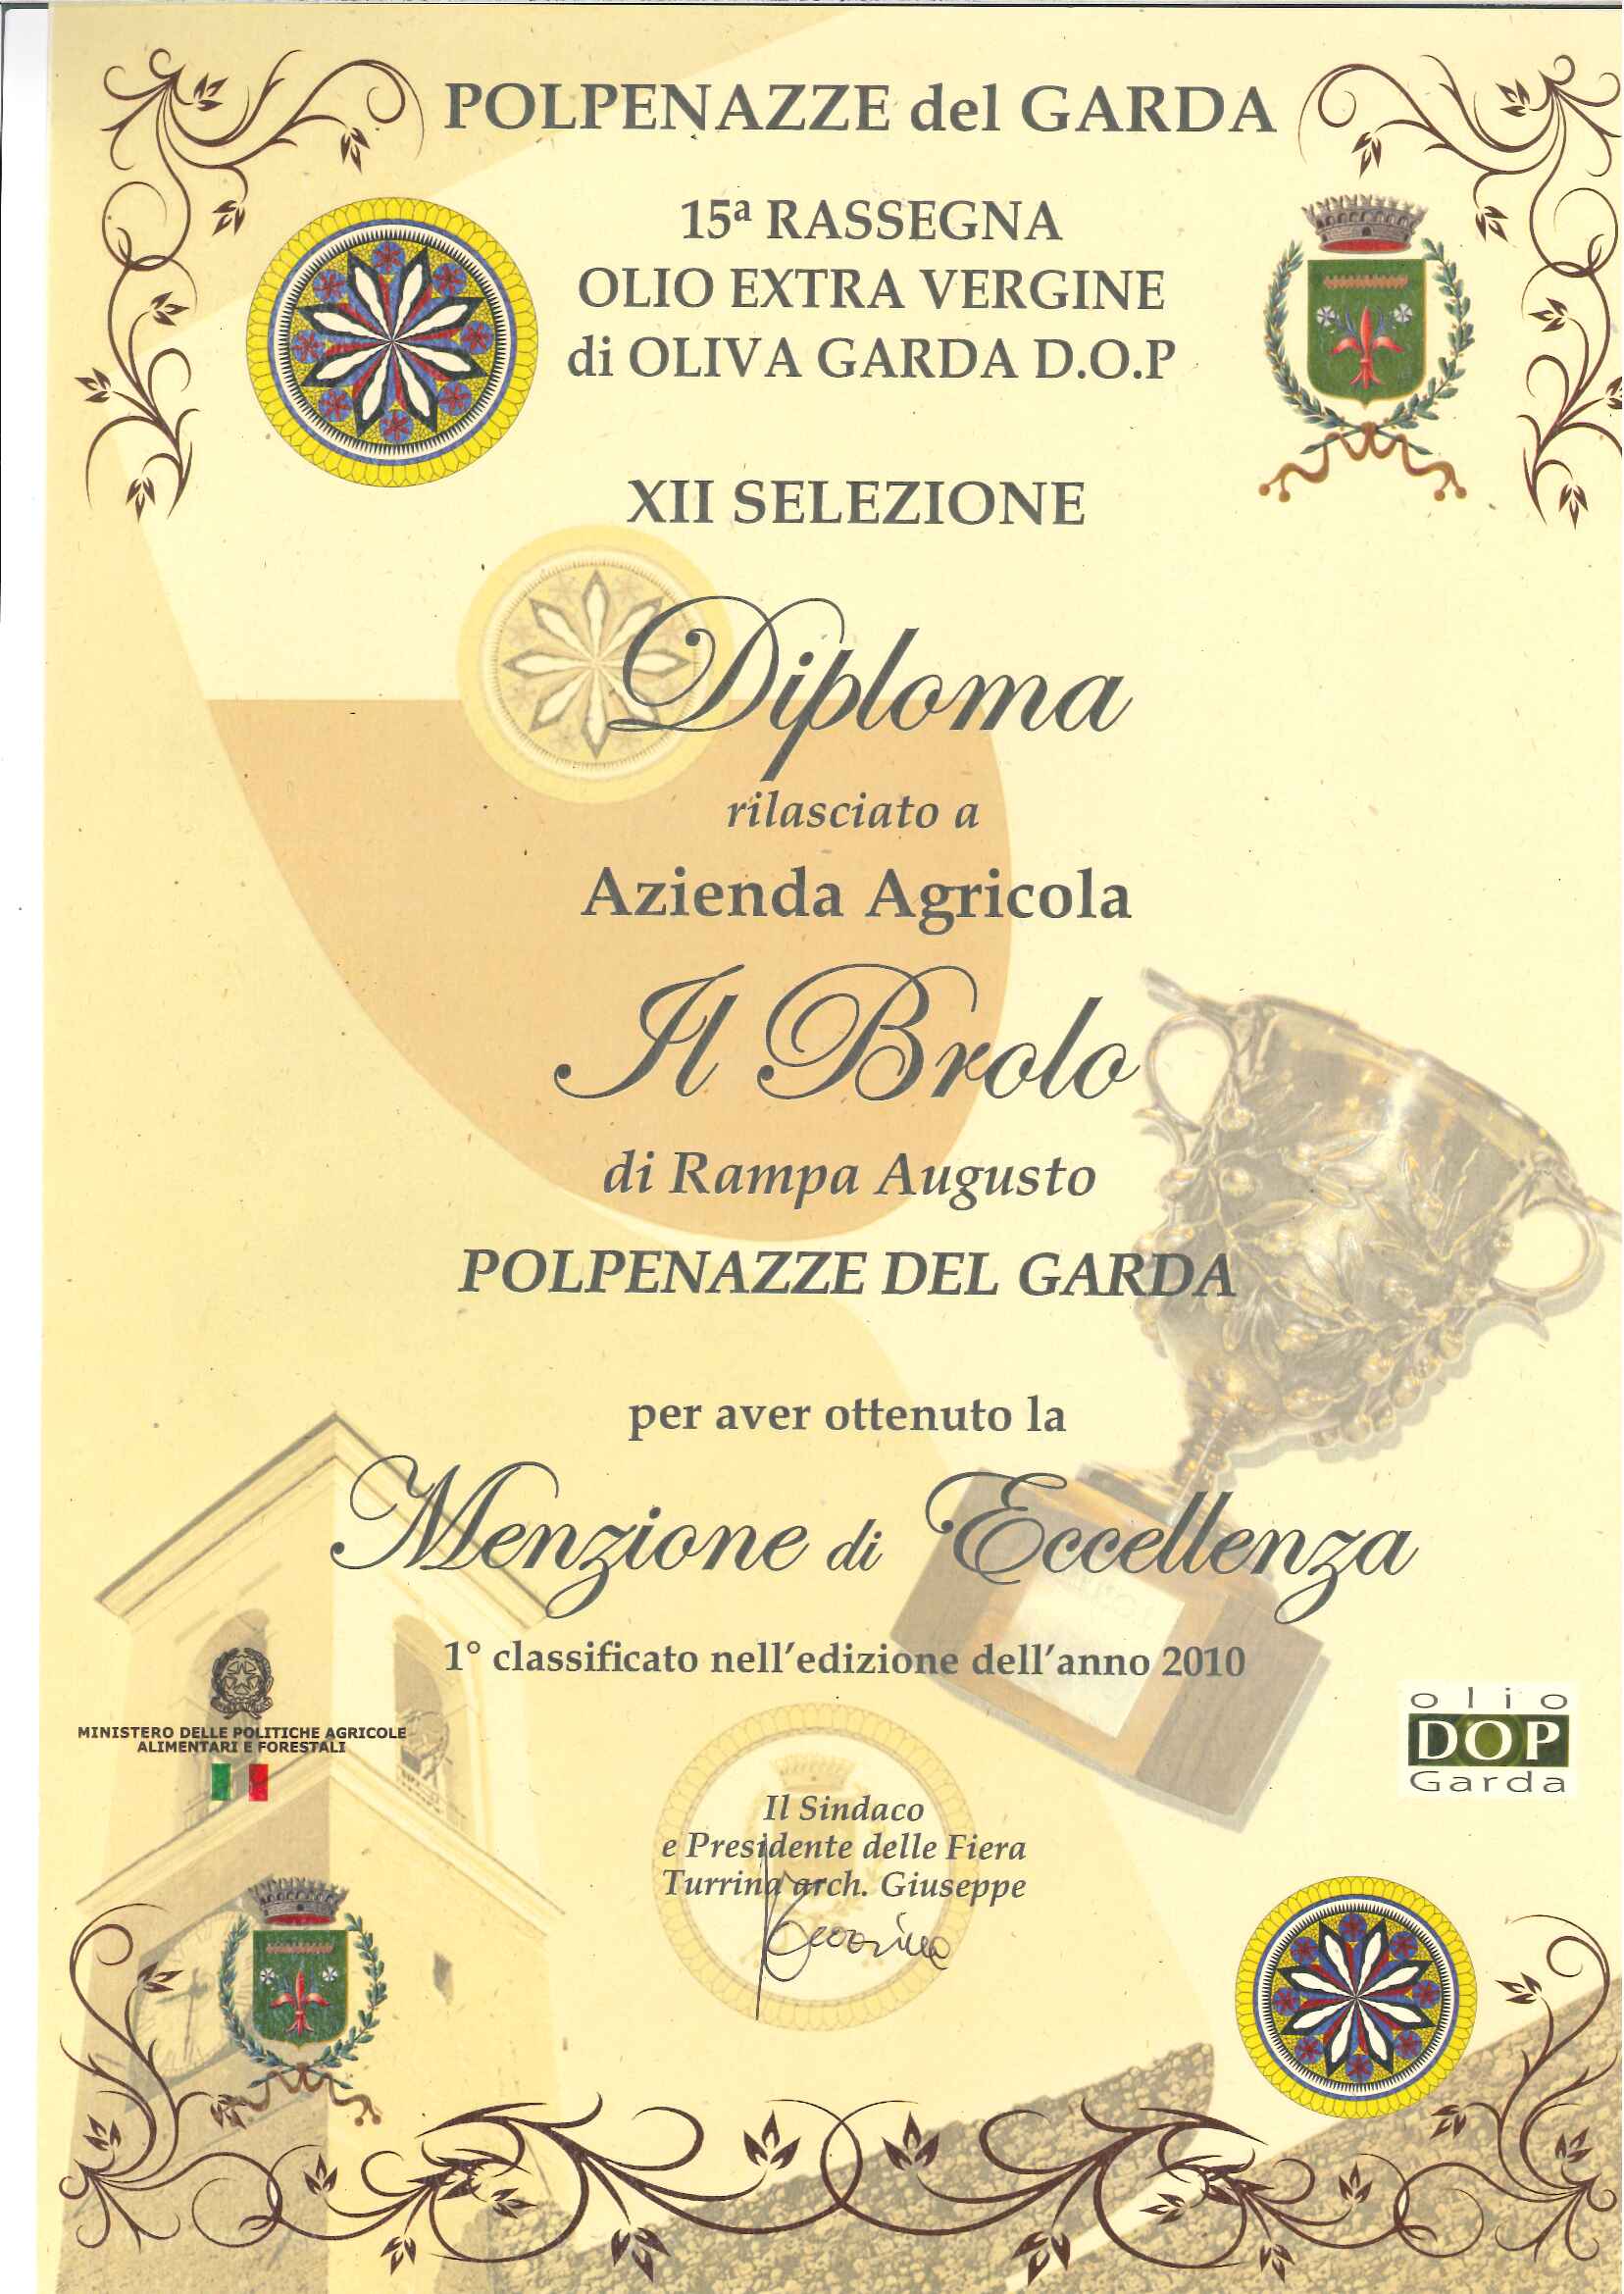 POLPENAZZE del GARDA
15ª RASSEGNA
OLIO EXTRA VERGINE
di OLIVA GARDA D.O.P
XII SELEZIONE
Diploma
rilasciato a
Azienda Agricola
Il Brolo
di Rampa Augusto
POLPENAZZE DEL GARDA
per aver ottenuto la
Menzione di Eccellenza
1° classificato nell'edizione dell'anno 2010
MINISTERO DELLE POLITICHE AGRICOLE
ALIMENTARI E FORESTALI
olio
DOP
Garda
Il Sindaco
e Presidente delle Fiera
Turrina arch. Giuseppe